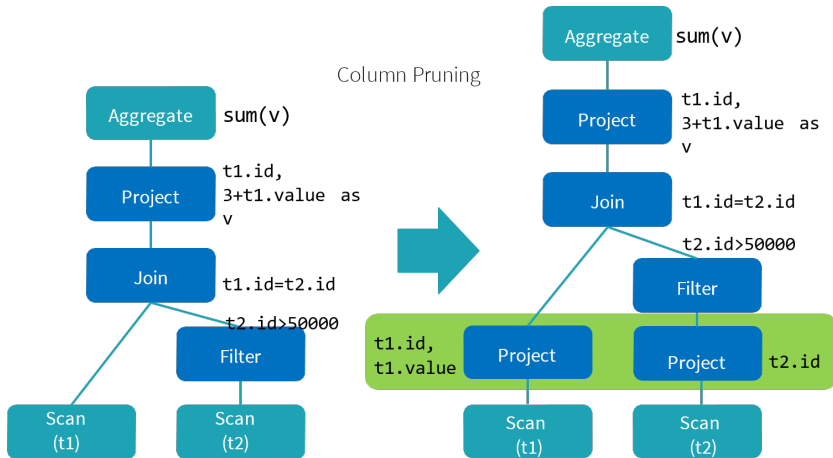 Column Pruning
Aggregate
sum(v)
Project
t1.id,
3+t1.value as
v
Join
t1.id=t2.id
t2.id>50000
Filter
Scan
(t1)
Scan
(t2)
Aggregate
sum(v)
Project
t1.id,
3+t1.value as
v
Join
t1.id=t2.id
t2.id>50000
Filter
t1.id,
t1.value
Project
Project
t2.id
Scan
(t1)
Scan
(t2)